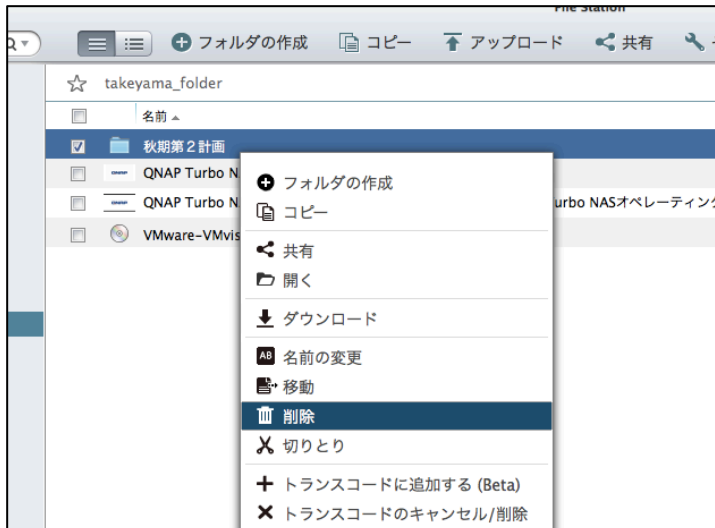 File Station
フォルダの作成 コピー アップロード 共有
takeyama_folder
名前
秋期第２計画
QNAP Turbo N
QNAP Turbo N urbo NASオペレーティング
VMware-VMvis
フォルダの作成
コピー
共有
開く
ダウンロード
名前の変更
移動
削除
切りとり
トランスコードに追加する (Beta)
トランスコードのキャンセル/削除